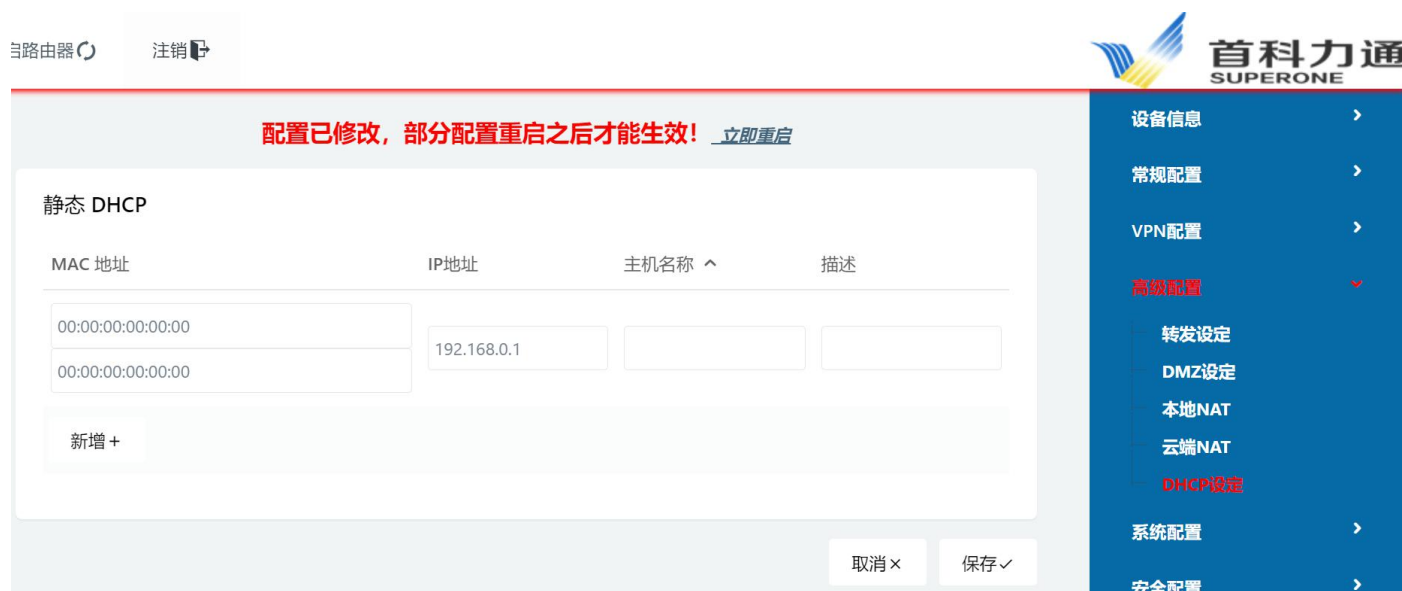 启路由器
注销
首科力通
SUPERONE
配置已修改，部分配置重启之后才能生效！ 立即重启
静态 DHCP
MAC 地址 IP地址 主机名称 描述
00:00:00:00:00:00
192.168.0.1
00:00:00:00:00:00
新增+
取消× 保存✓
设备信息
常规配置
VPN配置
高级配置
转发设定
DMZ设定
本地NAT
云端NAT
DHCP设定
系统配置
安全配置